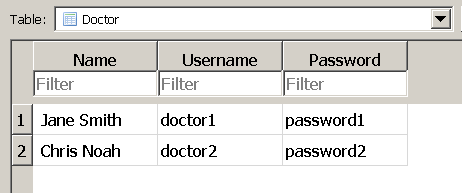 Table: Doctor
Name Username Password
Filter Filter Filter
1 Jane Smith doctor1 password1
2 Chris Noah doctor2 password2